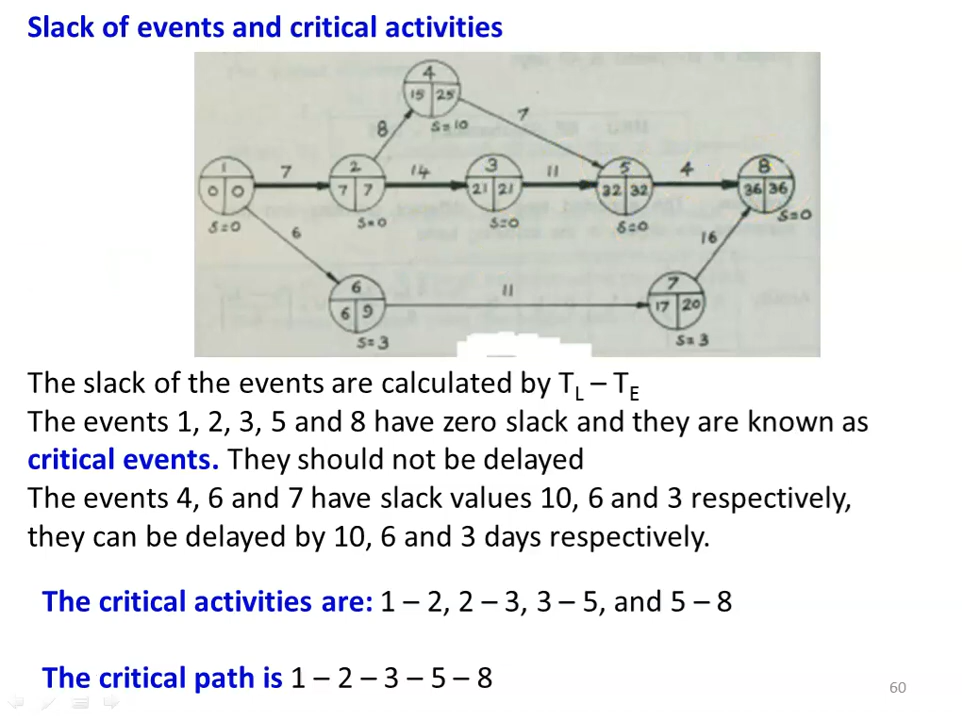 Slack of events and critical activities
4
15 25
S=10
8
7
1
0 0
S=0
7
2
7 7
S=0
14
3
21 21
S=0
11
5
32 32
S=0
4
8
36 36
S=0
6
16
6
6 9
S=3
11
7
17 20
S=3
The slack of the events are calculated by TL – TE
The events 1, 2, 3, 5 and 8 have zero slack and they are known as
critical events. They should not be delayed
The events 4, 6 and 7 have slack values 10, 6 and 3 respectively,
they can be delayed by 10, 6 and 3 days respectively.
The critical activities are: 1 – 2, 2 – 3, 3 – 5, and 5 – 8
The critical path is 1 – 2 – 3 – 5 – 8
60